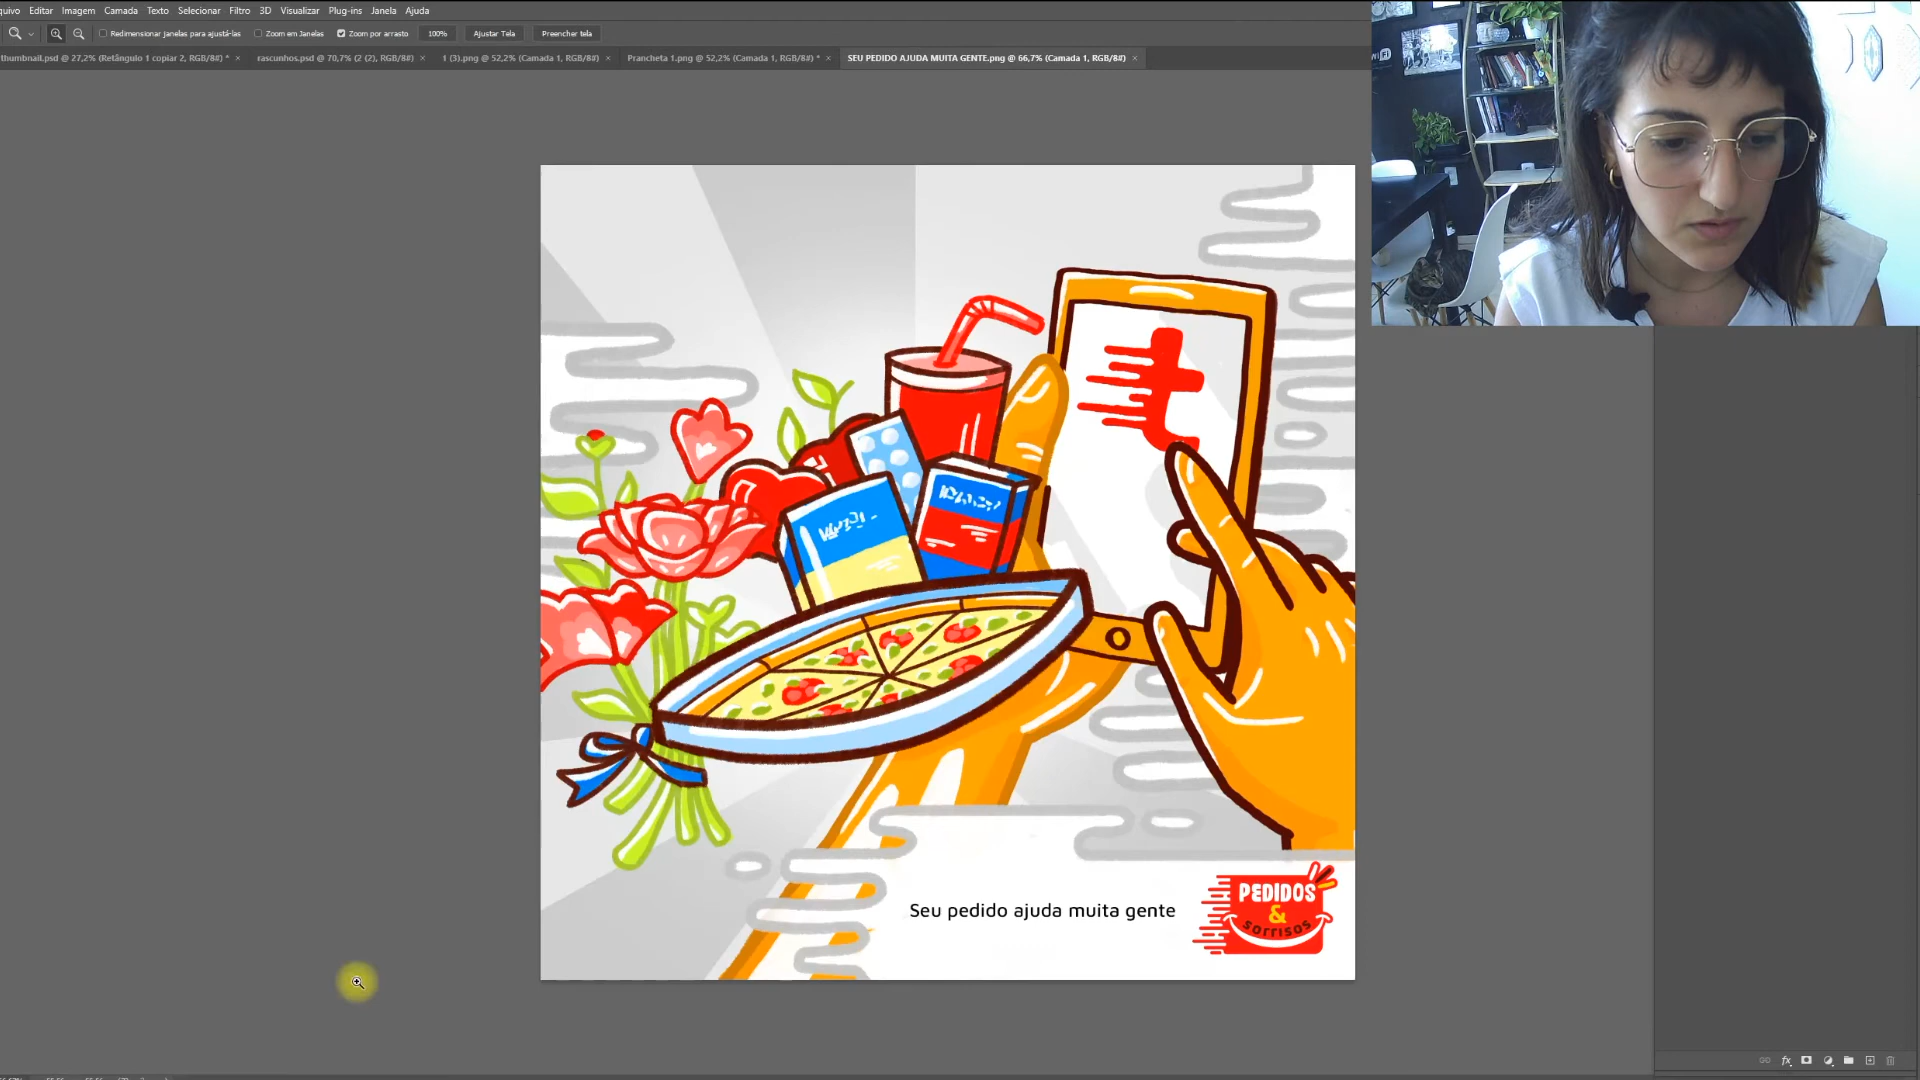 quivo Editar Imagem Camada Texto Selecionar Filtro 3D Visualizar Plug-ins Janela Ajuda
Redimensionar janelas para ajustá-las Zoom em Janelas Zoom por arrasto 100% Ajustar Tela Preencher tela
thumbnail.psd @ 27,2% (Retângulo 1 copiar 2, RGB/8#) * × rascunhos.psd @ 70,7% (2 (2), RGB/8#) × 1 (3).png @ 52,2% (Camada 1, RGB/8#) × Prancheta 1.png @ 52,2% (Camada 1, RGB/8#) * × SEU PEDIDO AJUDA MUITA GENTE.png @ 66,7% (Camada 1, RGB/8#) ×
t
PEDIDOS
&
sorrisos
Seu pedido ajuda muita gente
fx